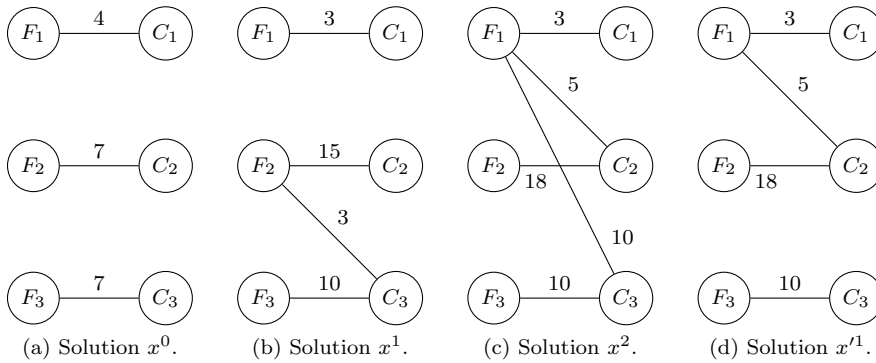 4 3 3 3
F₁ C₁ F₁ C₁ F₁ C₁ F₁ C₁
5 5
7 15
F₂ C₂ F₂ C₂ F₂ C₂ F₂ C₂
18 18
3
10
7 10 10 10
F₃ C₃ F₃ C₃ F₃ C₃ F₃ C₃
(a) Solution x⁰. (b) Solution x¹. (c) Solution x². (d) Solution x′¹.